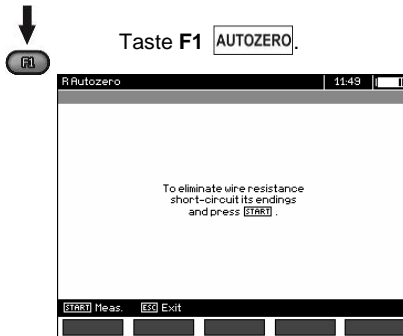 Taste F1 AUTOZERO.
F1
R Autozero 11:49
To eliminate wire resistance
short-circuit its endings
and press START .
START Meas. ESC Exit